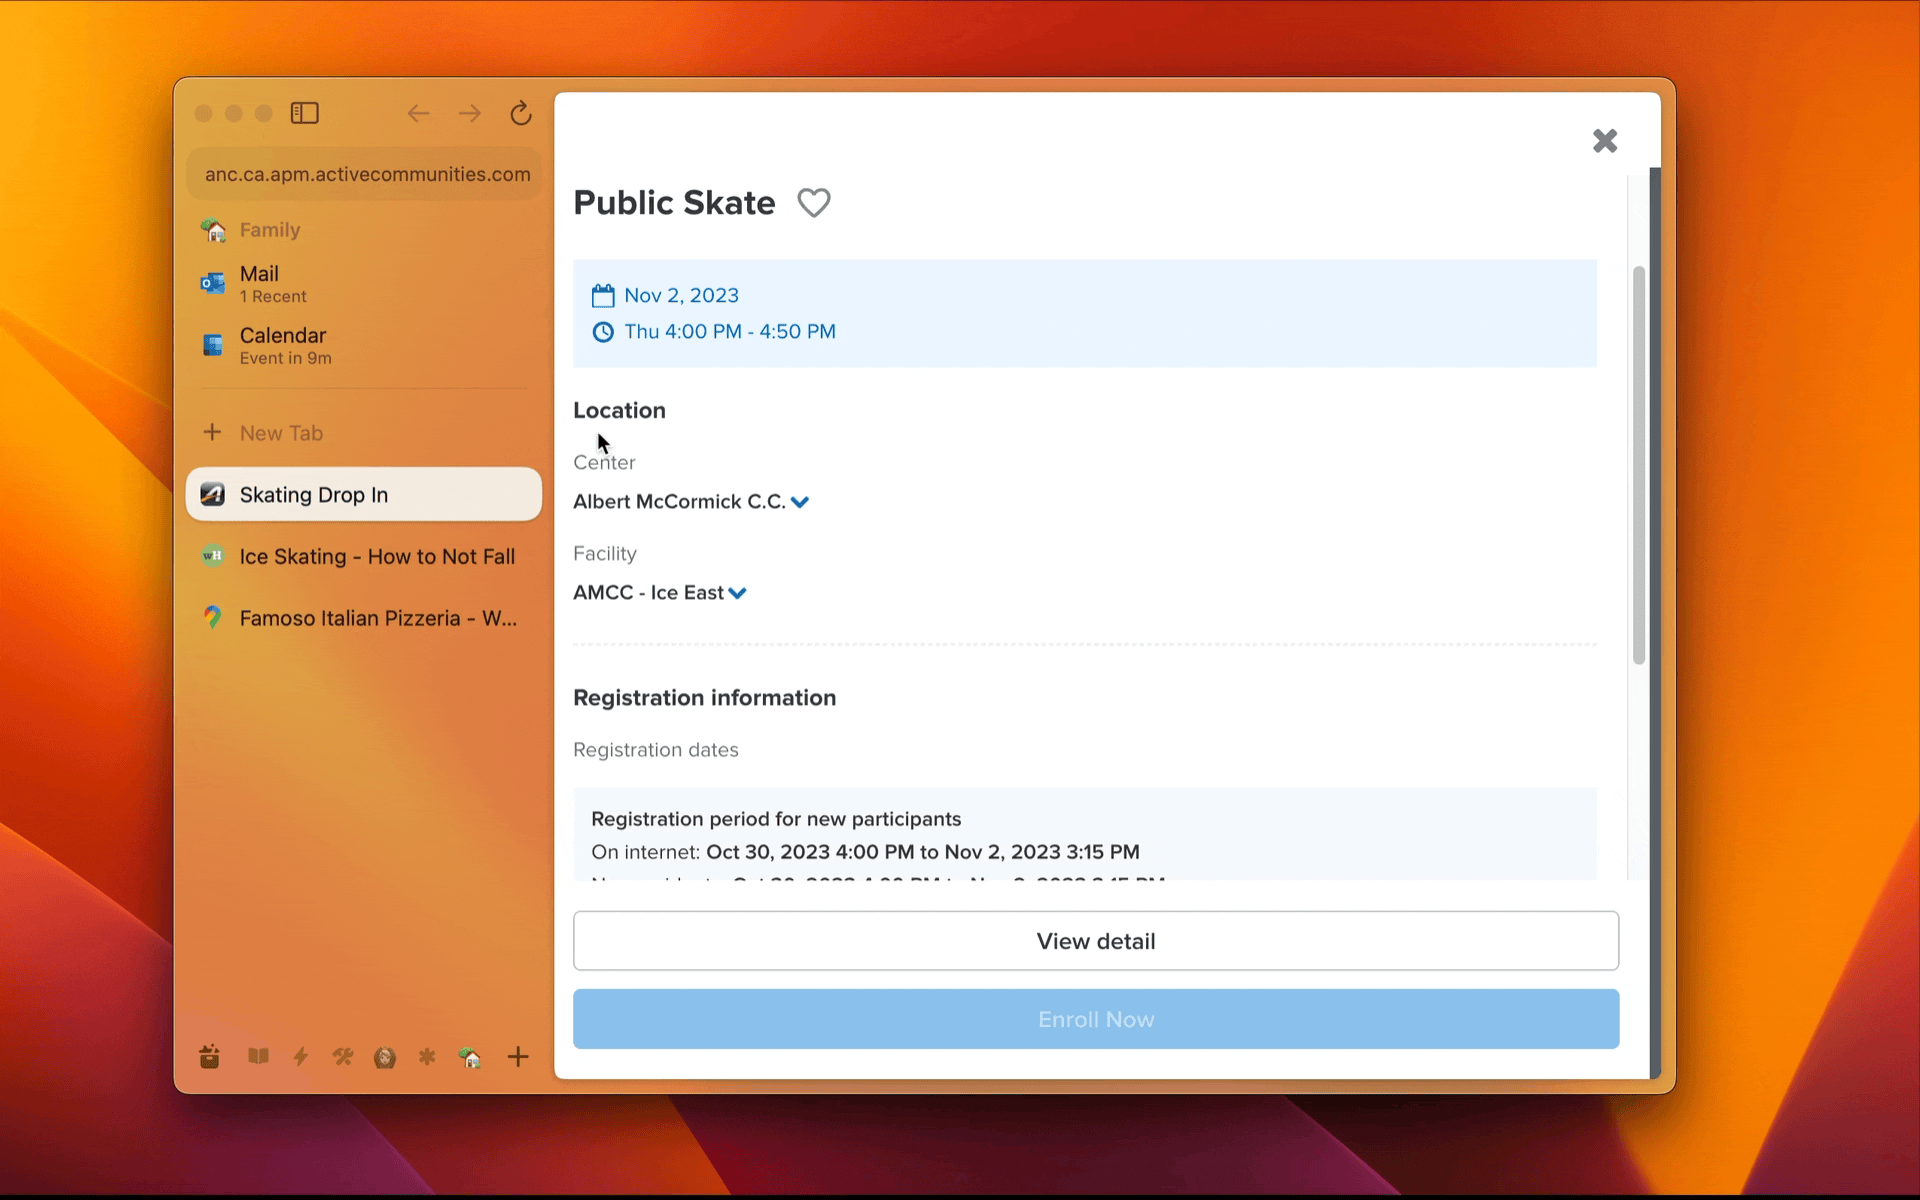 anc.ca.apm.activecommunities.com
Family
Mail
1 Recent
Calendar
Event in 9m
New Tab
Skating Drop In
wH
Ice Skating - How to Not Fall
Famoso Italian Pizzeria - W...
Public Skate
Nov 2, 2023
Thu 4:00 PM - 4:50 PM
Location
Center
Albert McCormick C.C.
Facility
AMCC - Ice East
Registration information
Registration dates
Registration period for new participants
On internet: Oct 30, 2023 4:00 PM to Nov 2, 2023 3:15 PM
View detail
Enroll Now